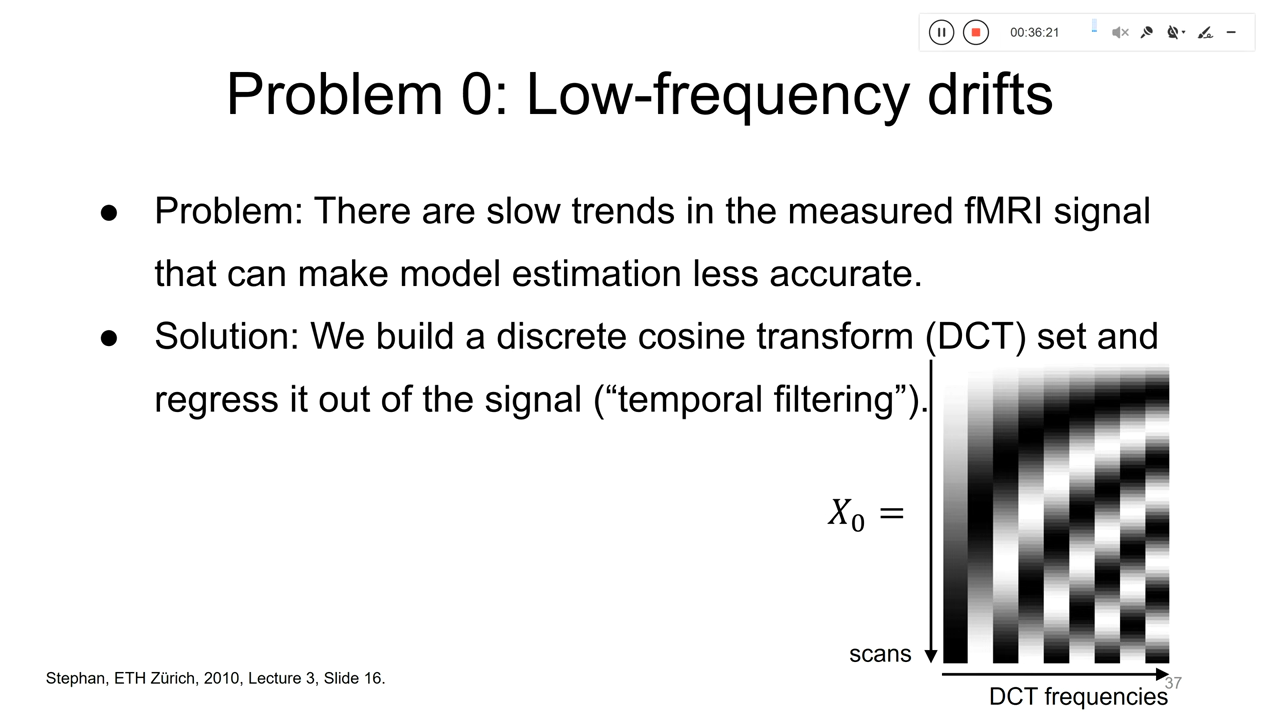 00:36:21
Problem 0: Low-frequency drifts
● Problem: There are slow trends in the measured fMRI signal
that can make model estimation less accurate.
● Solution: We build a discrete cosine transform (DCT) set and
regress it out of the signal (“temporal filtering”).
X₀ =
scans
DCT frequencies
Stephan, ETH Zürich, 2010, Lecture 3, Slide 16.
37